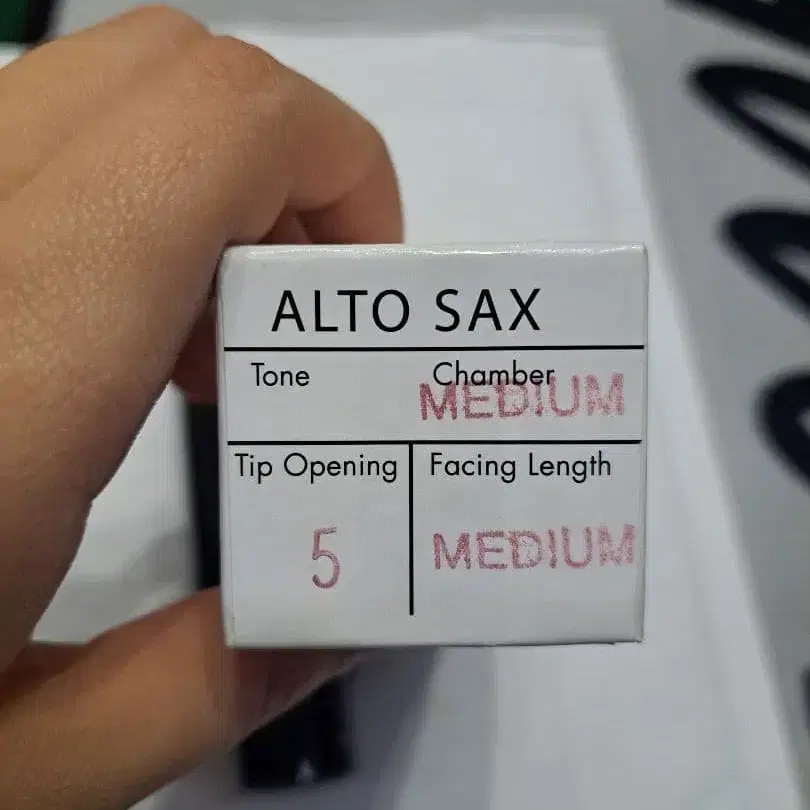 ALTO SAX
Tone Chamber
MEDIUM
Tip Opening Facing Length
5 MEDIUM